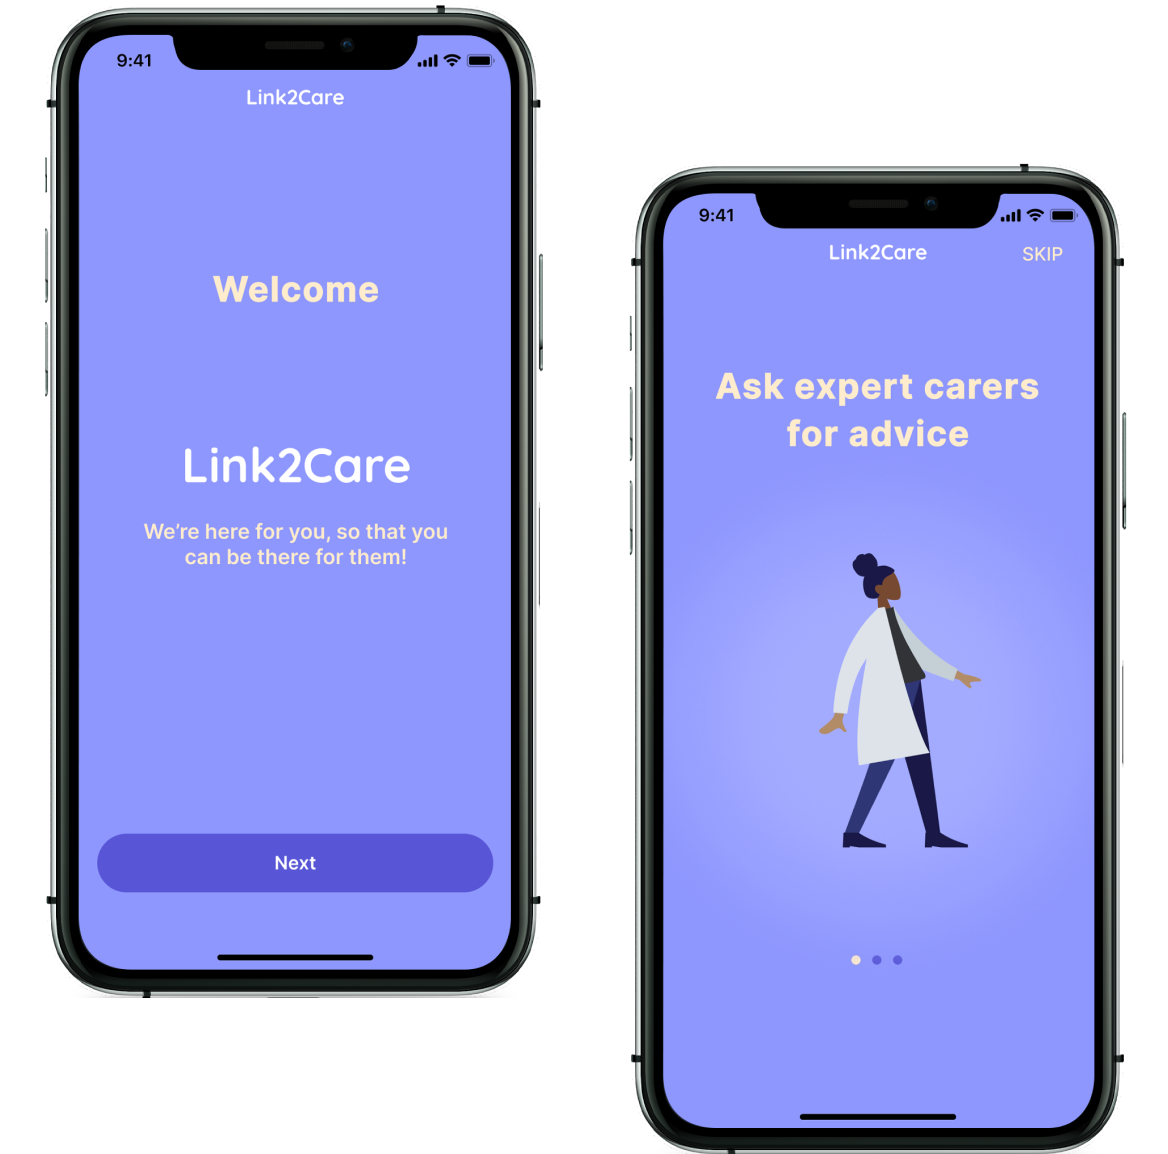 9:41
Link2Care
Welcome
Link2Care
We’re here for you, so that you
can be there for them!
Next
9:41
Link2Care
SKIP
Ask expert carers
for advice